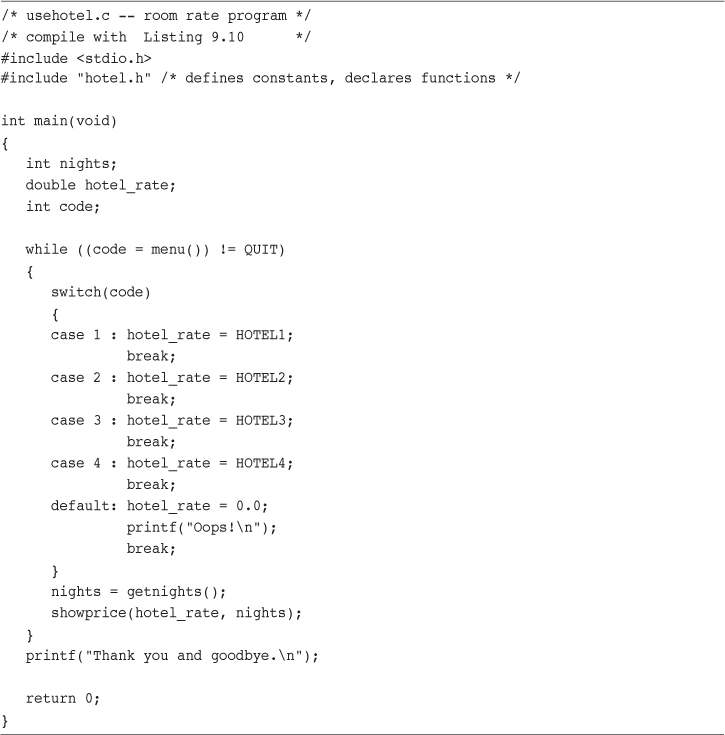 /* usehotel.c -- room rate program */
/* compile with  Listing 9.10      */
#include <stdio.h>
#include "hotel.h" /* defines constants, declares functions */

int main(void)
{
   int nights;
   double hotel_rate;
   int code;

   while ((code = menu()) != QUIT)
   {
      switch(code)
      {
      case 1 : hotel_rate = HOTEL1;
               break;
      case 2 : hotel_rate = HOTEL2;
               break;
      case 3 : hotel_rate = HOTEL3;
               break;
      case 4 : hotel_rate = HOTEL4;
               break;
      default: hotel_rate = 0.0;
               printf("Oops!\n");
               break;
      }
      nights = getnights();
      showprice(hotel_rate, nights);
   }
   printf("Thank you and goodbye.\n");

   return 0;
}